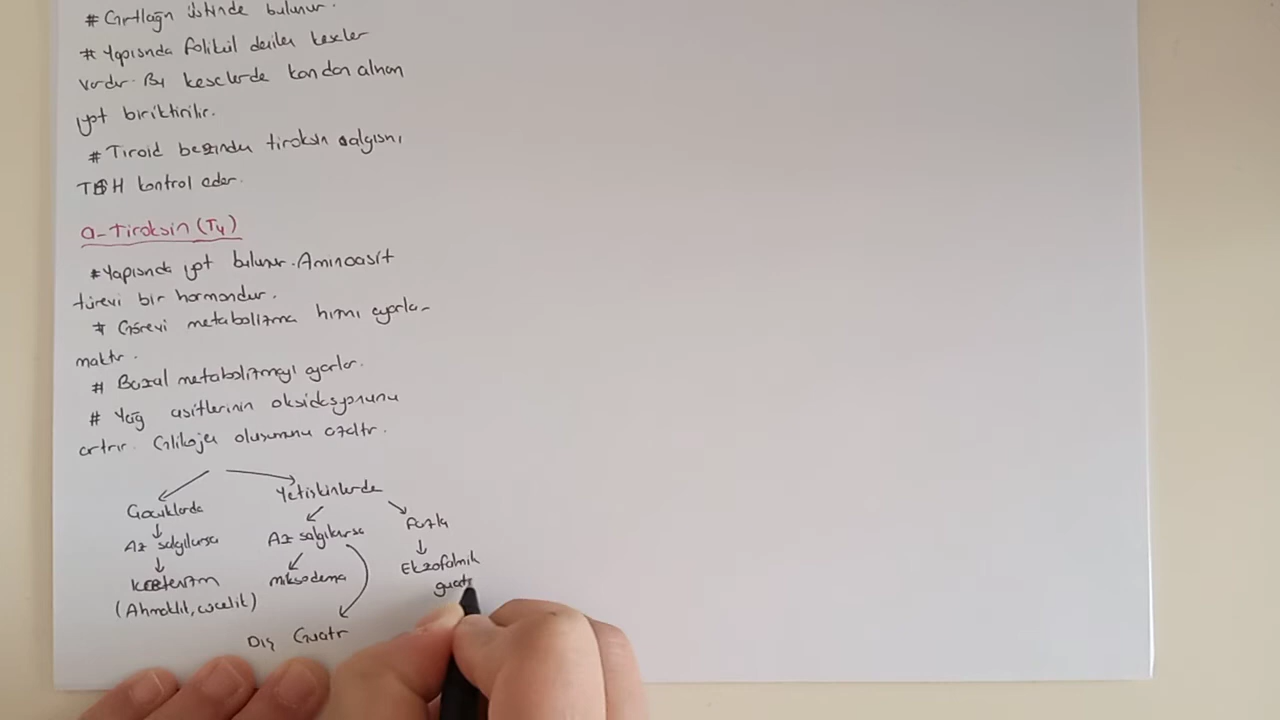 # Gırtlağın üstünde bulunur.
# Yapısında folikül denilen keseler
vardır. Bu keselerde kandan alınan
iyot biriktirilir.
# Tiroid bezinden tiroksin salgısını
TSH kontrol eder.
a-Tiroksin (T4)
# Yapısında iyot bulunur. Aminoasit
türevi bir hormondur.
# Görevi metabolizma hızını ayarla-
maktır.
# Bazal metabolizmayı ayarlar.
# Yağ asitlerinin oksidasyonunu
artırır. Glikojen oluşumunu azaltır.
Çocuklarda Yetişkinlerde
Az salgılanırsa Az salgılanırsa Fazla
Kretenizm miksodema Ekzoftalmik
(Ahmaklık, cücelik) guatr
Dış Guatr